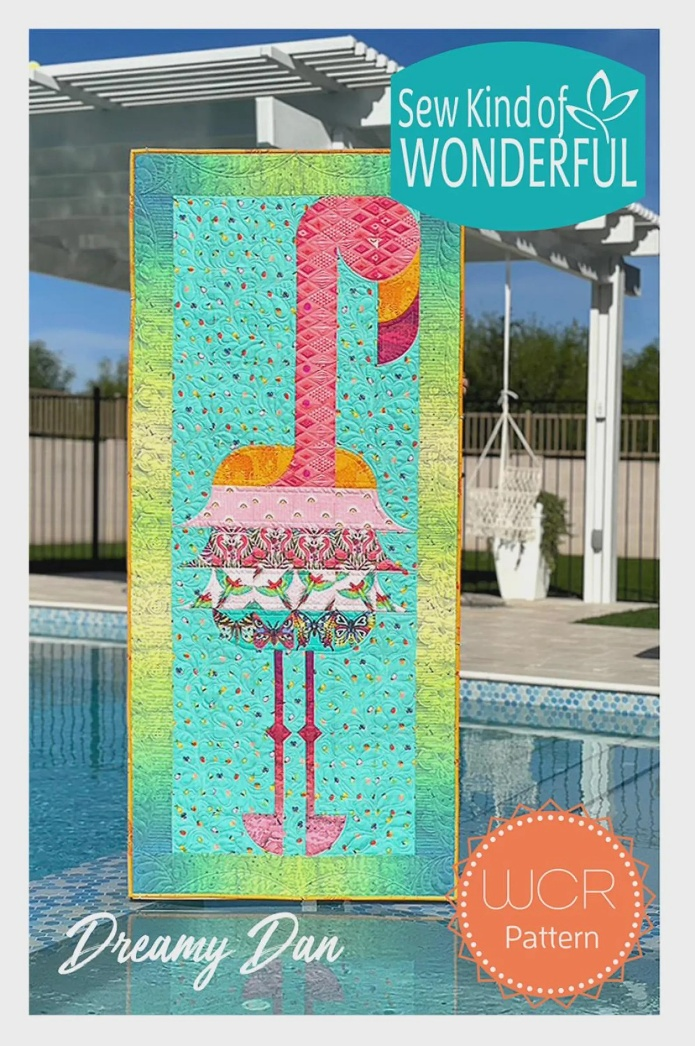 Sew Kind of
WONDERFUL
Dreamy Dan
WCR
Pattern